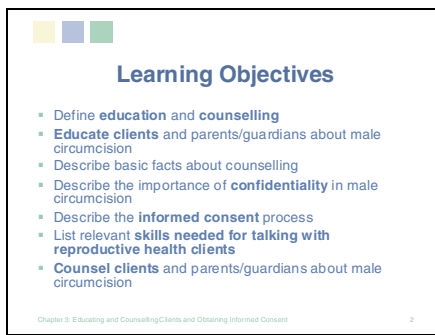 Learning Objectives
▪ Define education and counselling
▪ Educate clients and parents/guardians about male
circumcision
▪ Describe basic facts about counselling
▪ Describe the importance of confidentiality in male
circumcision
▪ Describe the informed consent process
▪ List relevant skills needed for talking with
reproductive health clients
▪ Counsel clients and parents/guardians about male
circumcision
Chapter 3: Educating and Counselling Clients and Obtaining Informed Consent 2